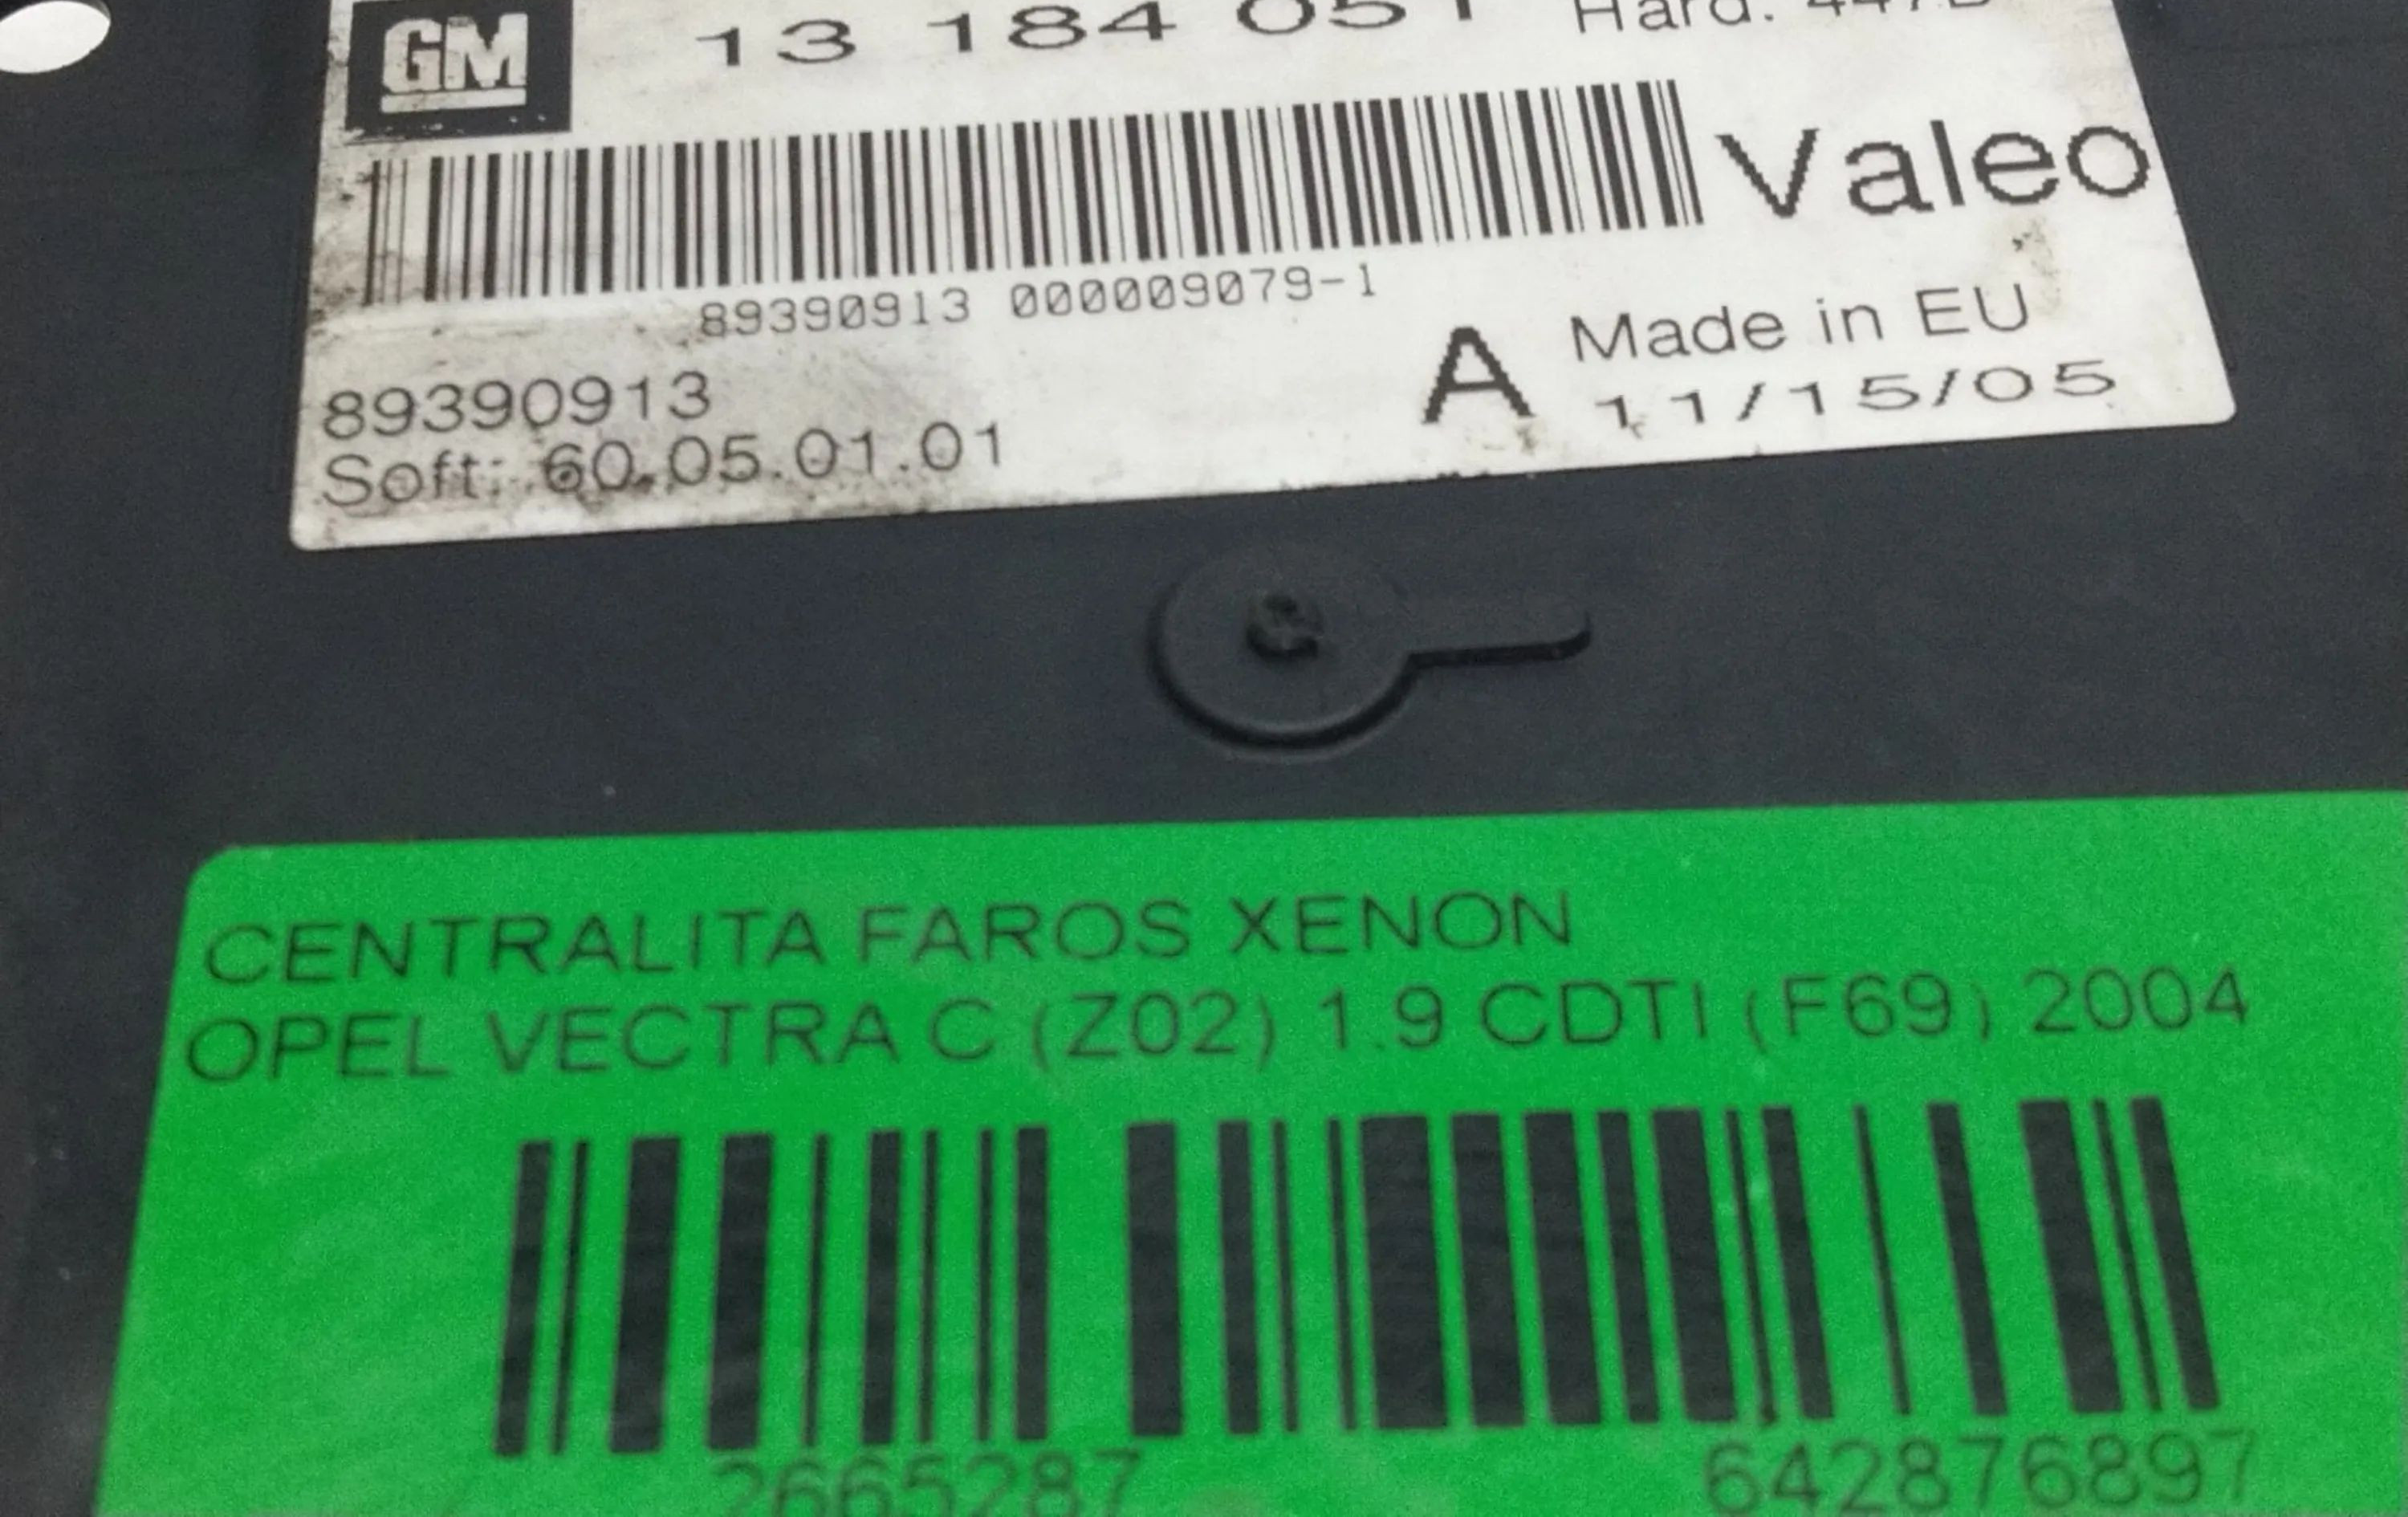 GM
13 184 051 Hard:
Valeo
89390913 000009079-1
89390913
Soft: 60.05.01.01
A
Made in EU
11/15/05
CENTRALITA FAROS XENON
OPEL VECTRA C (Z02) 1.9 CDTI (F69) 2004
2665287 642876897